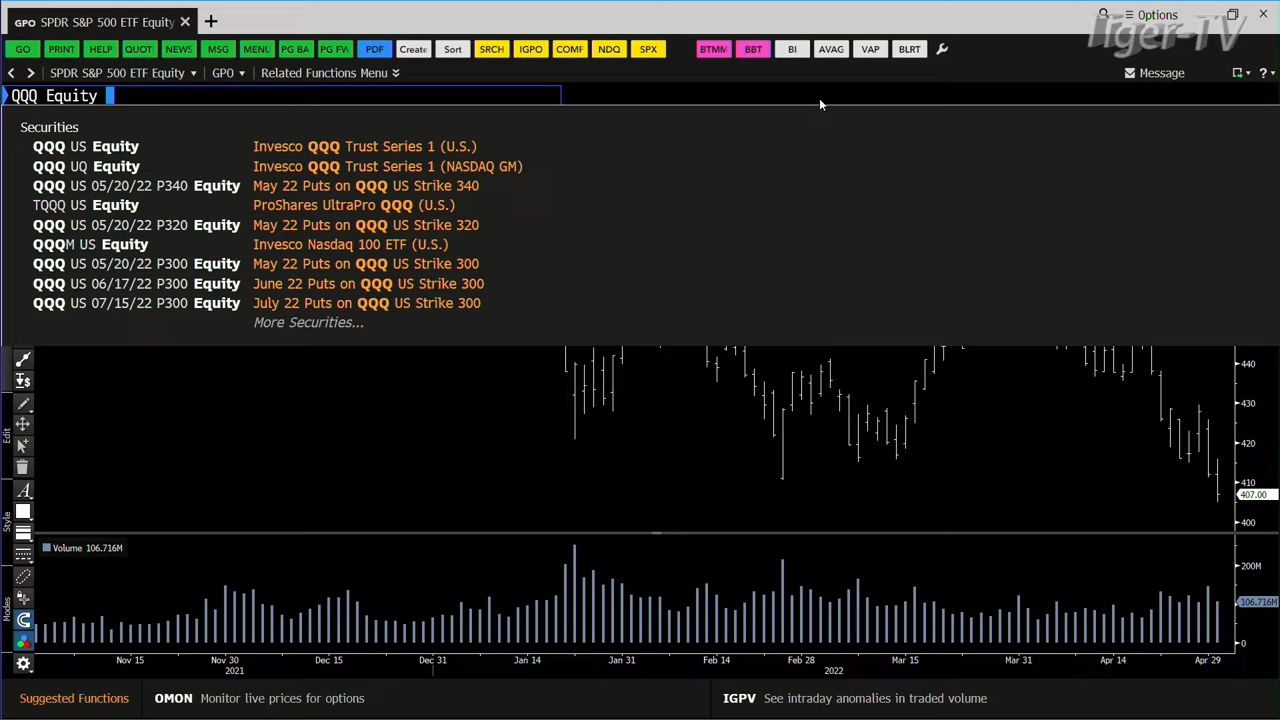 GPO SPDR S&P 500 ETF Equity
Options
Tiger-TV
GO PRINT HELP QUOT NEWS MSG MENU PG BA PG FW PDF Create Sort SRCH IGPO COMF NDQ SPX BTMM BBT BI AVAG VAP BLRT
SPDR S&P 500 ETF Equity GPO Related Functions Menu Message ?
QQQ Equity
Securities
QQQ US Equity Invesco QQQ Trust Series 1 (U.S.)
QQQ UQ Equity Invesco QQQ Trust Series 1 (NASDAQ GM)
QQQ US 05/20/22 P340 Equity May 22 Puts on QQQ US Strike 340
TQQQ US Equity ProShares UltraPro QQQ (U.S.)
QQQ US 05/20/22 P320 Equity May 22 Puts on QQQ US Strike 320
QQQM US Equity Invesco Nasdaq 100 ETF (U.S.)
QQQ US 05/20/22 P300 Equity May 22 Puts on QQQ US Strike 300
QQQ US 06/17/22 P300 Equity June 22 Puts on QQQ US Strike 300
QQQ US 07/15/22 P300 Equity July 22 Puts on QQQ US Strike 300
More Securities...
440
430
420
410
407.00
400
Edit
Style
Modes
Volume 106.716M
200M
106.716M
0
Nov 15 Nov 30 Dec 15 Dec 31 Jan 14 Jan 31 Feb 14 Feb 28 Mar 15 Mar 31 Apr 14 Apr 29
2021 2022
Suggested Functions OMON Monitor live prices for options IGPV See intraday anomalies in traded volume